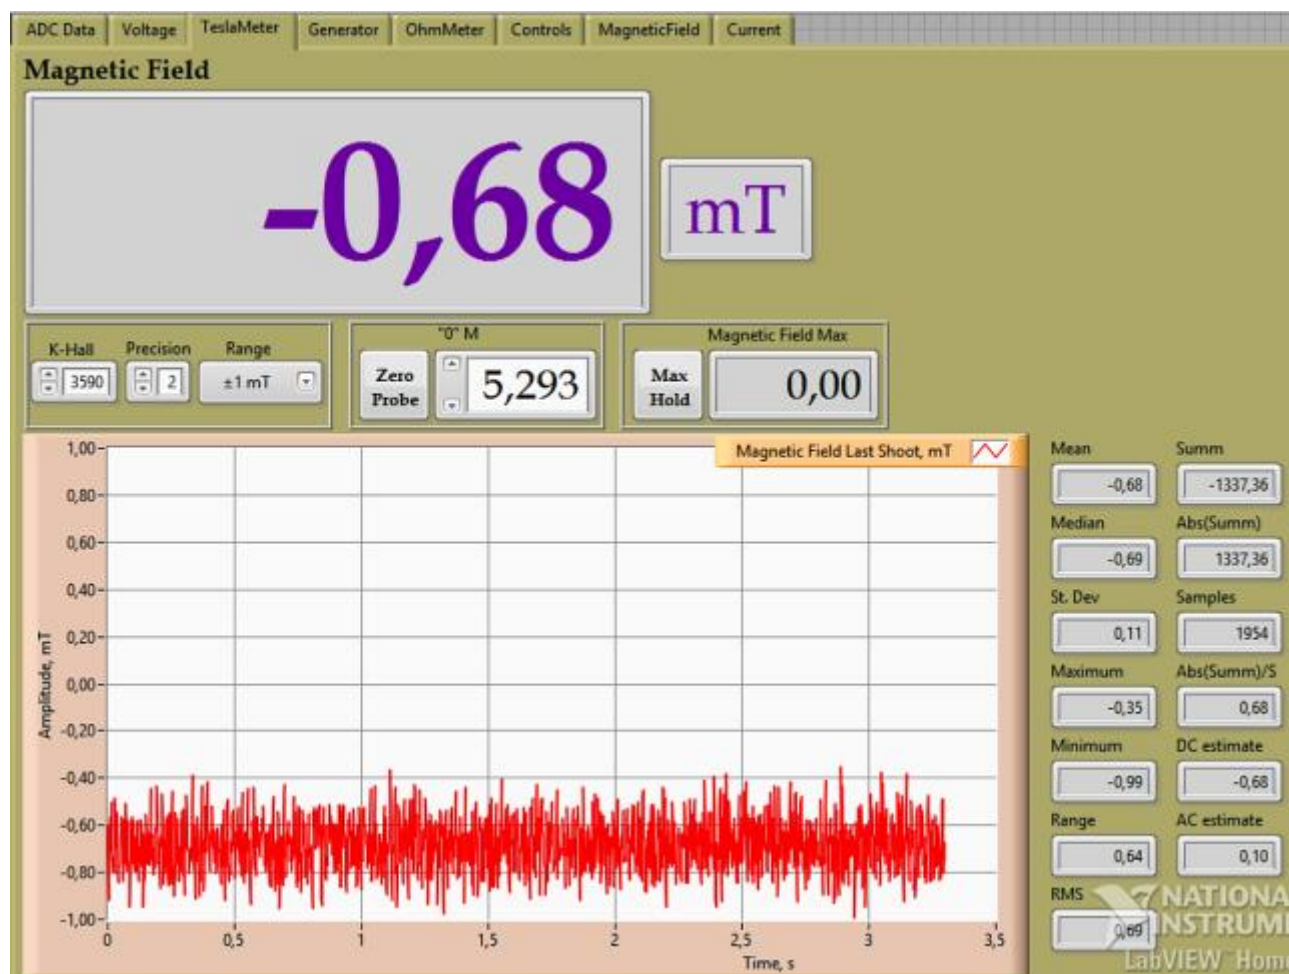 ADC Data Voltage TeslaMeter Generator OhmMeter Controls MagneticField Current
Magnetic Field
-0,68
mT
K-Hall Precision Range
3590 2 ±1 mT
"0" M
Zero
Probe
5,293
Magnetic Field Max
Max
Hold
0,00
Magnetic Field Last Shoot, mT
Amplitude, mT
1,00
0,80
0,60
0,40
0,20
0,00
-0,20
-0,40
-0,60
-0,80
-1,00
0 0,5 1 1,5 2 2,5 3 3,5
Time, s
Mean Summ
-0,68 -1337,36
Median Abs(Summ)
-0,69 1337,36
St. Dev Samples
0,11 1954
Maximum Abs(Summ)/S
-0,35 0,68
Minimum DC estimate
-0,99 -0,68
Range AC estimate
0,64 0,10
RMS
0,69
NATIONA
INSTRUM
LabVIEW Home